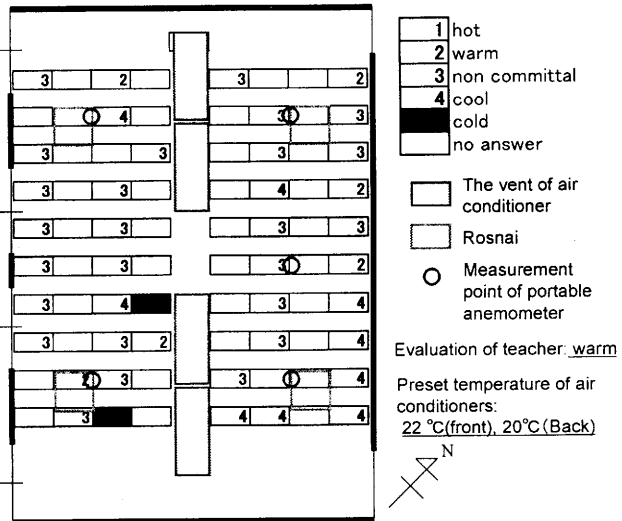 3 2 3 2
4 3 3
3 3 3 3
3 3 4 2
3 3 3 3
3 3 3 2
3 4 3 4
3 3 2 3 4
3 3 4
3 4 4 4
1 hot
2 warm
3 non committal
4 cool
cold
no answer
The vent of air
conditioner
Rosnai
Measurement
point of portable
anemometer
Evaluation of teacher: warm
Preset temperature of air
conditioners:
22 °C(front), 20°C(Back)
N